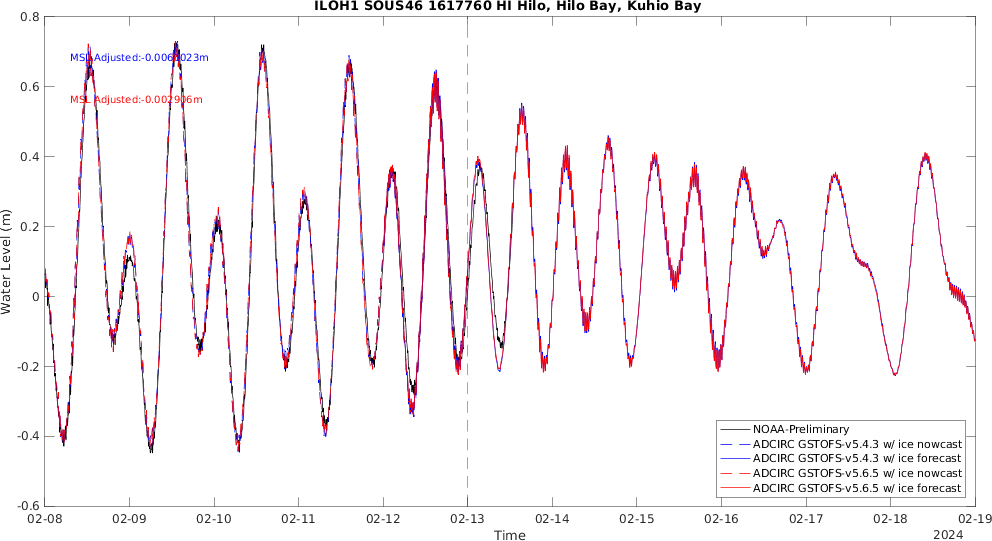 ILOH1 SOUS46 1617760 HI Hilo, Hilo Bay, Kuhio Bay
0.8
0.6
0.4
0.2
0
-0.2
-0.4
-0.6
Water Level (m)
MSL Adjusted:
MSL Adjusted:-0.002906m
NOAA-Preliminary
ADCIRC GSTOFS-v5.4.3 w/ ice nowcast
ADCIRC GSTOFS-v5.4.3 w/ ice forecast
ADCIRC GSTOFS-v5.6.5 w/ ice nowcast
ADCIRC GSTOFS-v5.6.5 w/ ice forecast
02-08 02-09 02-10 02-11 02-12 02-13 02-14 02-15 02-16 02-17 02-18 02-19
Time
2024